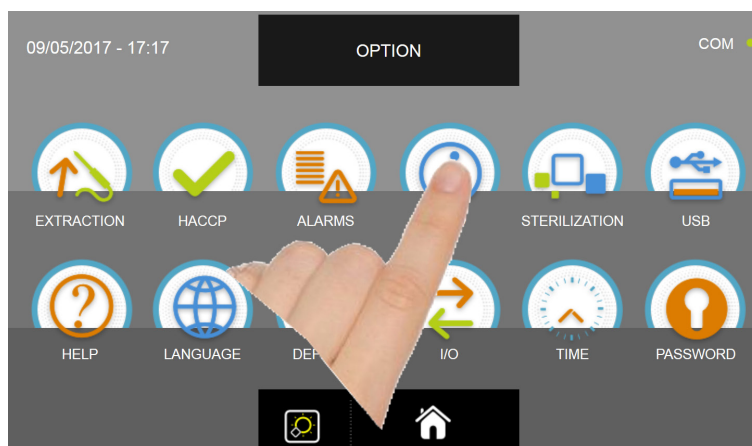 09/05/2017 - 17:17
OPTION
COM
EXTRACTION
HACCP
ALARMS
STERILIZATION
USB
HELP
LANGUAGE
I/O
TIME
PASSWORD